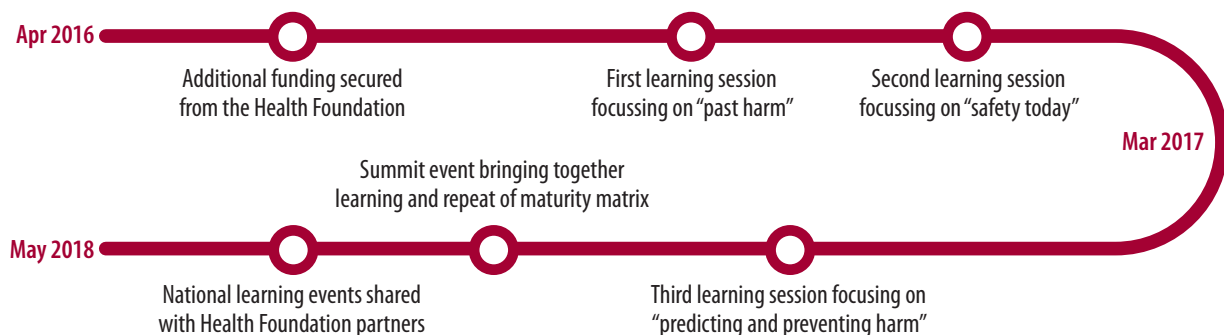 Apr 2016
Additional funding secured
from the Health Foundation
First learning session
focussing on “past harm”
Second learning session
focussing on “safety today”
Mar 2017
Third learning session focusing on
“predicting and preventing harm”
Summit event bringing together
learning and repeat of maturity matrix
National learning events shared
with Health Foundation partners
May 2018